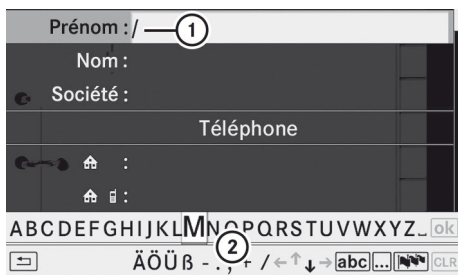 Prénom : /
1
Nom :
Société :
Téléphone
:
:
ABCDEFGHIJKLMNOPQRSTUVWXYZ_ ok
2
ÄÖÜß - . , + / ←↑↓→ abc ... CLR